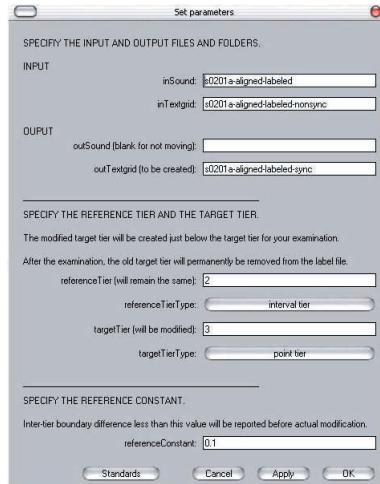 Set parameters
SPECIFIY THE INPUT AND OUTPUT FILES AND FOLDERS.
INPUT
inSound: s0201a-aligned-labeled
inTextgrid: s0201a-aligned-labeled-nonsync
OUPUT
outSound (blank for not moving):
outTextgrid (to be created): s0201a-aligned-labeled-sync
SPECIFY THE REFERENCE TIER AND THE TARGET TIER.
The modified target tier will be created just below the target tier for your examination.
After the examination, the old target tier will permanently be removed from the label file.
referenceTier (will remain the same): 2
referenceTierType: interval tier
targetTier (will be modified): 3
targetTierType: point tier
SPECIFY THE REFERENCE CONSTANT.
Inter-tier boundary difference less than this value will be reported before actual modification.
referenceConstant: 0.1
Standards Cancel Apply OK